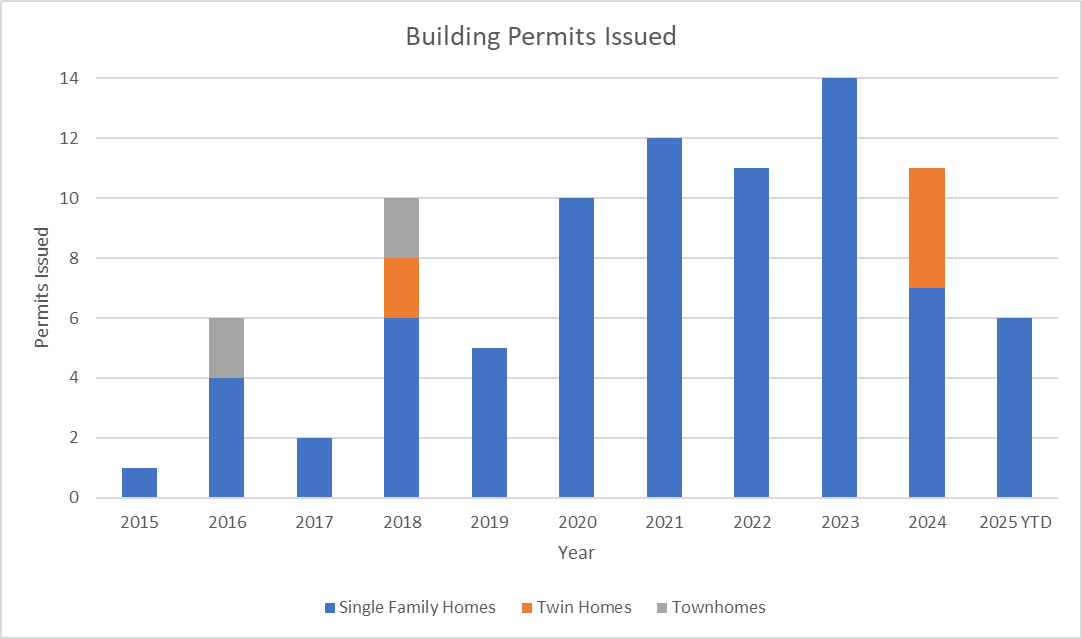 Building Permits Issued
14
12
10
8
6
4
2
0
Permits Issued
2015 2016 2017 2018 2019 2020 2021 2022 2023 2024 2025 YTD
Year
Single Family Homes Twin Homes Townhomes